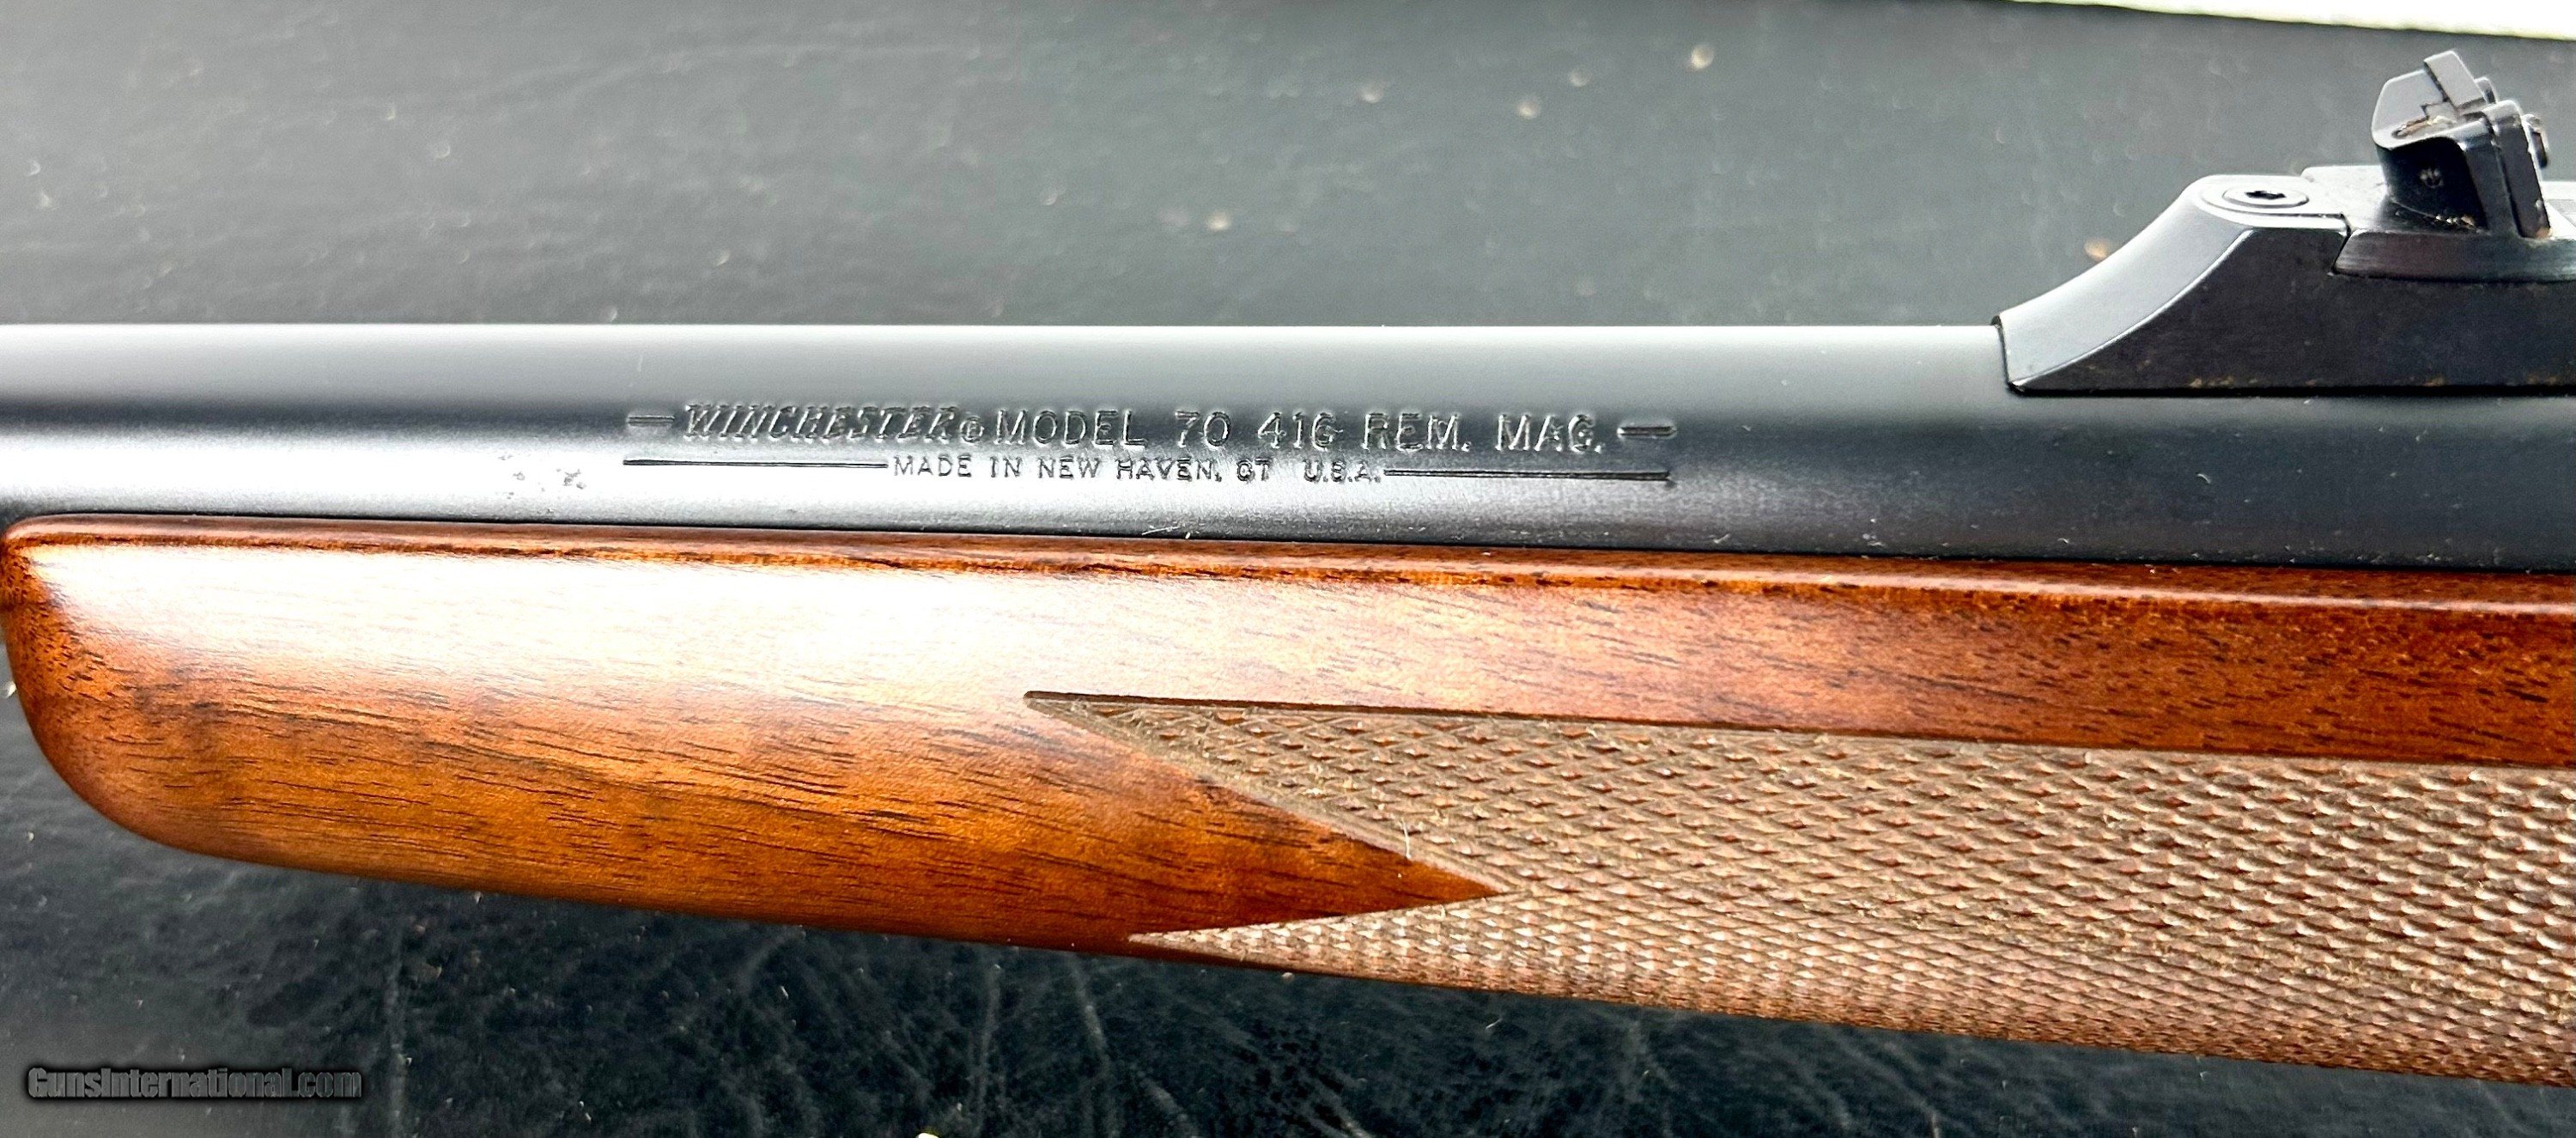 WINCHESTER® MODEL 70 416 REM. MAG.
MADE IN NEW HAVEN, CT U.S.A.
GunsInternational.com